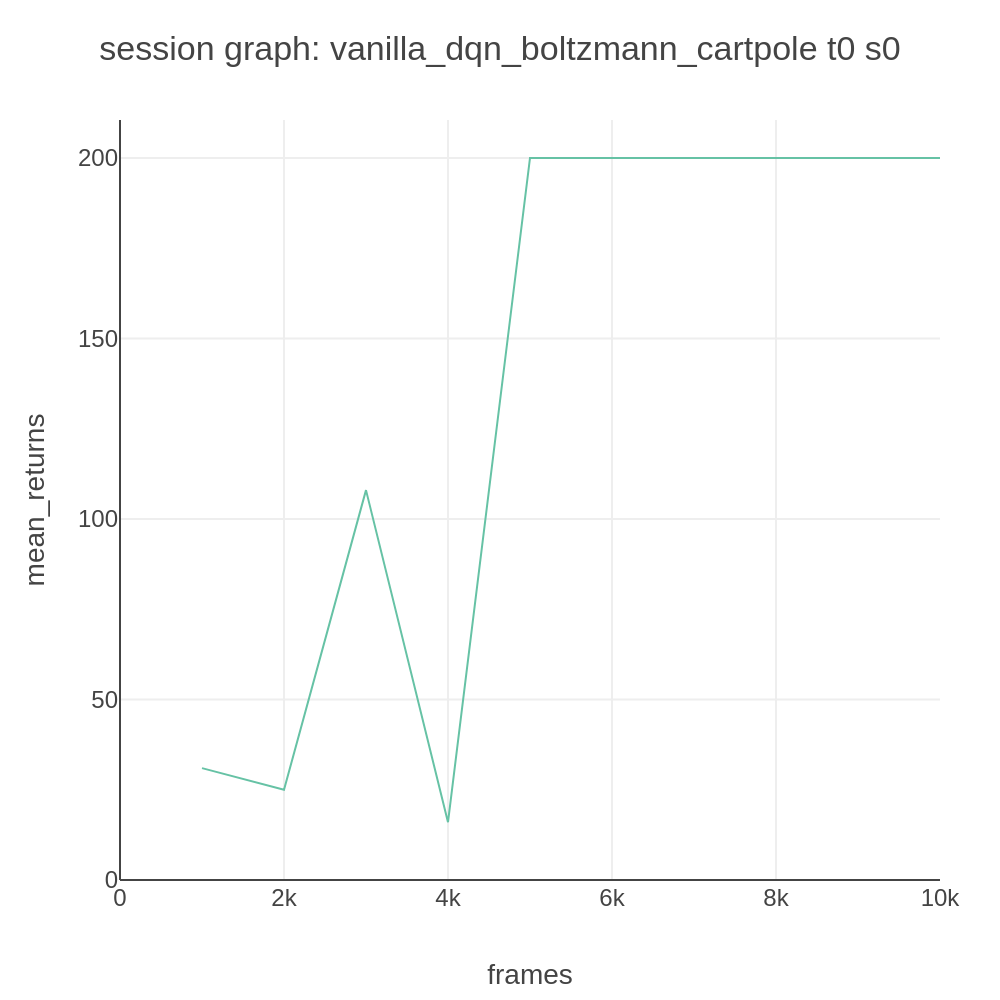 session graph: vanilla_dqn_boltzmann_cartpole t0 s0
200
150
100
50
0
mean_returns
0 2k 4k 6k 8k 10k
frames